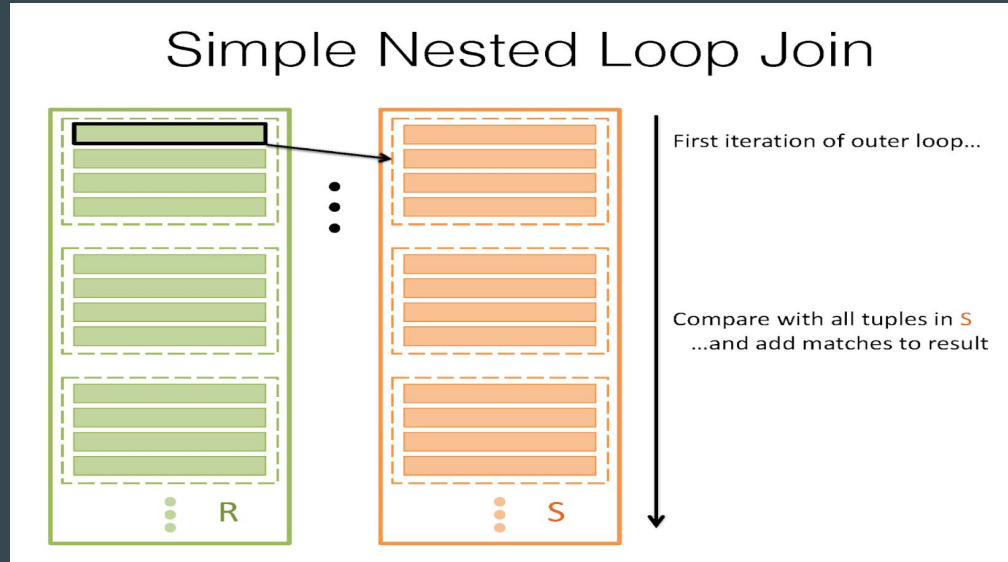 Simple Nested Loop Join
First iteration of outer loop...
Compare with all tuples in S
...and add matches to result
R
S